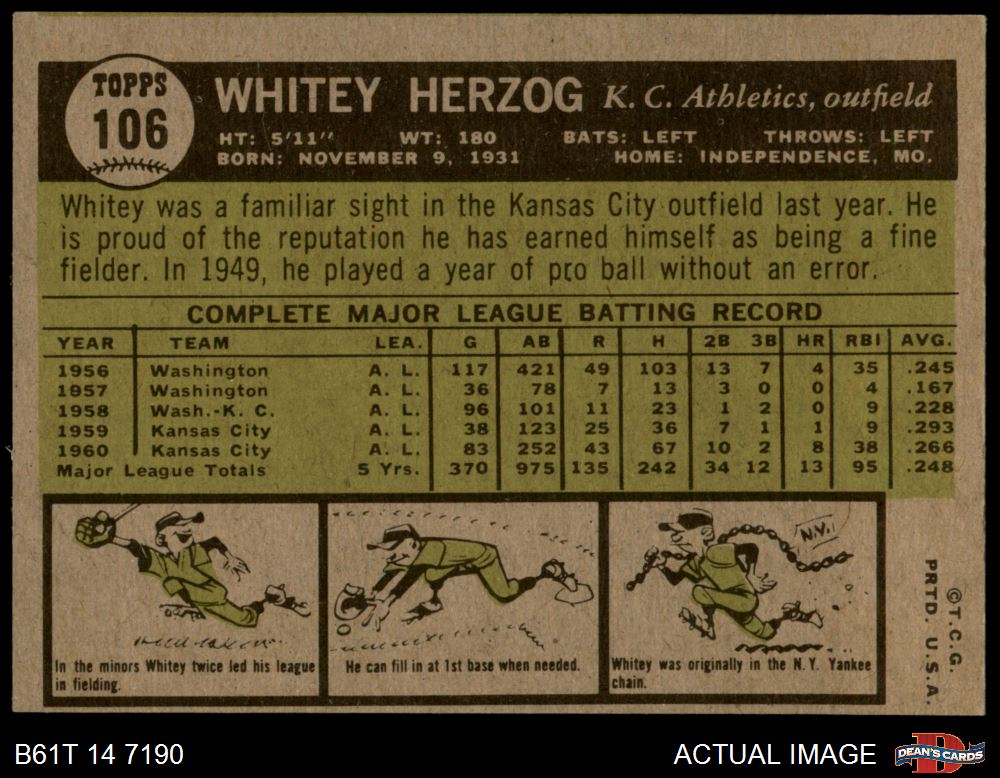 TOPPS
106
WHITEY HERZOG K. C. Athletics, outfield
HT: 5'11" WT: 180 BATS: LEFT THROWS: LEFT
BORN: NOVEMBER 9, 1931 HOME: INDEPENDENCE, MO.
Whitey was a familiar sight in the Kansas City outfield last year. He
is proud of the reputation he has earned himself as being a fine
fielder. In 1949, he played a year of pro ball without an error.
COMPLETE MAJOR LEAGUE BATTING RECORD
YEAR TEAM LEA. G AB R H 2B 3B HR RBI AVG.
1956 Washington A. L. 117 421 49 103 13 7 4 35 .245
1957 Washington A. L. 36 78 7 13 3 0 0 4 .167
1958 Wash.-K. C. A. L. 96 101 11 23 1 2 0 9 .228
1959 Kansas City A. L. 38 123 25 36 7 1 1 9 .293
1960 Kansas City A. L. 83 252 43 67 10 2 8 38 .266
Major League Totals 5 Yrs. 370 975 135 242 34 12 13 95 .248
N.Y.
In the minors Whitey twice led his league
in fielding.
He can fill in at 1st base when needed.
Whitey was originally in the N.Y. Yankee
chain.
©T.C.G.
PRTD. U.S.A.
B61T 14 7190
ACTUAL IMAGE
D
DEAN'S CARDS